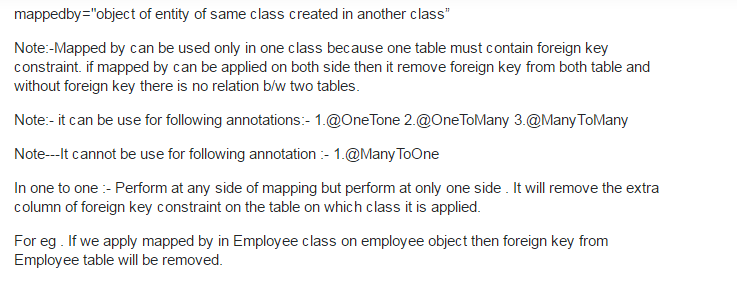 mappedby="object of entity of same class created in another class”
Note:-Mapped by can be used only in one class because one table must contain foreign key
constraint. if mapped by can be applied on both side then it remove foreign key from both table and
without foreign key there is no relation b/w two tables.
Note:- it can be use for following annotations:- 1.@OneTone 2.@OneToMany 3.@ManyToMany
Note---It cannot be use for following annotation :- 1.@ManyToOne
In one to one :- Perform at any side of mapping but perform at only one side . It will remove the extra
column of foreign key constraint on the table on which class it is applied.
For eg . If we apply mapped by in Employee class on employee object then foreign key from
Employee table will be removed.